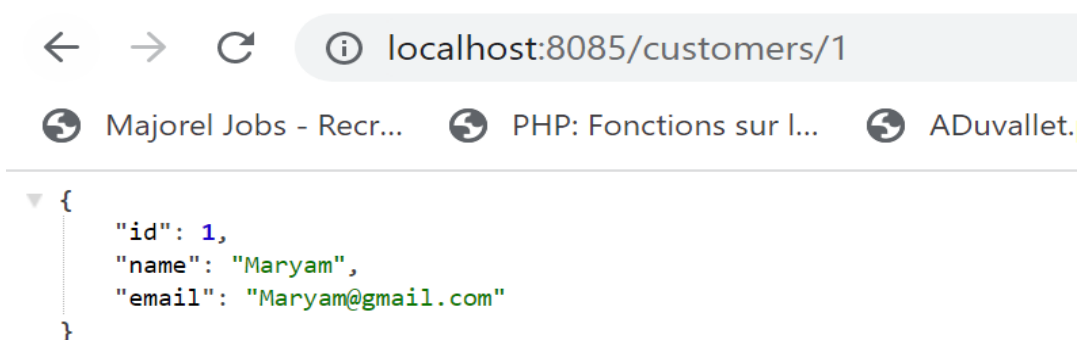 localhost:8085/customers/1
Majorel Jobs - Recr... PHP: Fonctions sur l... ADuvallet.
{
"id": 1,
"name": "Maryam",
"email": "Maryam@gmail.com"
}